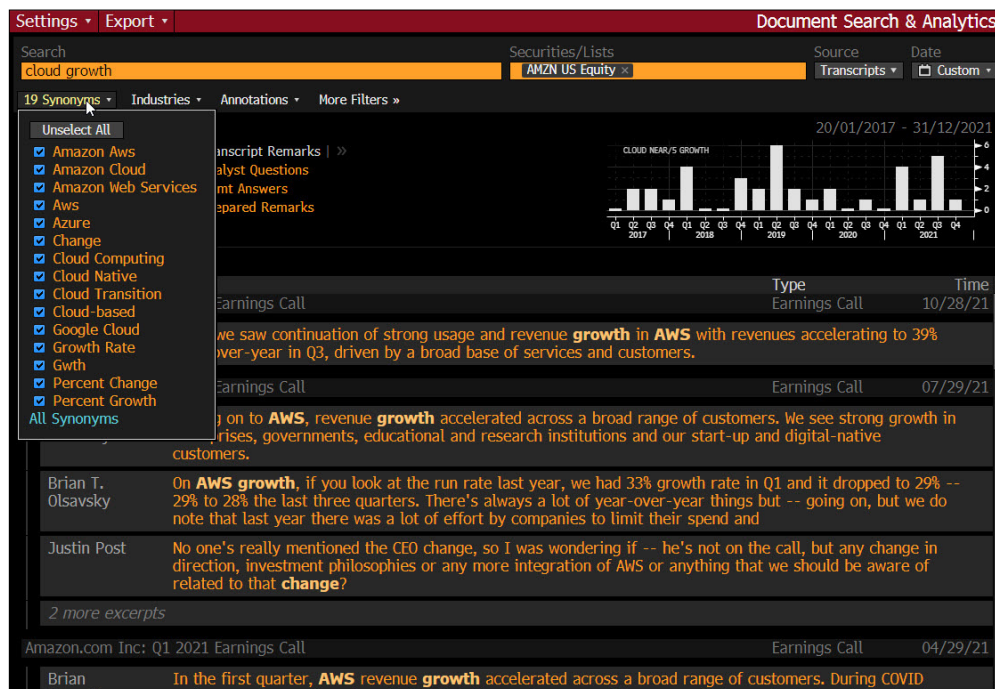 Settings ▾ Export ▾ Document Search & Analytics
Search Securities/Lists Source Date
cloud growth AMZN US Equity × Transcripts ▾ Custom ▾
19 Synonyms ▾ Industries ▾ Annotations ▾ More Filters »
Unselect All
Amazon Aws
Amazon Cloud
Amazon Web Services
Aws
Azure
Change
Cloud Computing
Cloud Native
Cloud Transition
Cloud-based
Google Cloud
Growth Rate
Gwth
Percent Change
Percent Growth
All Synonyms
20/01/2017 - 31/12/2021
anscript Remarks | »
alyst Questions
mt Answers
epared Remarks
CLOUD NEAR/5 GROWTH
6
4
2
0
Q1 Q2 Q3 Q4 Q1 Q2 Q3 Q4 Q1 Q2 Q3 Q4 Q1 Q2 Q3 Q4 Q1 Q2 Q3 Q4
2017 2018 2019 2020 2021
Type Time
Earnings Call Earnings Call 10/28/21
we saw continuation of strong usage and revenue growth in AWS with revenues accelerating to 39%
over-year in Q3, driven by a broad base of services and customers.
Earnings Call Earnings Call 07/29/21
g on to AWS, revenue growth accelerated across a broad range of customers. We see strong growth in
prises, governments, educational and research institutions and our start-up and digital-native
customers.
Brian T. On AWS growth, if you look at the run rate last year, we had 33% growth rate in Q1 and it dropped to 29% --
Olsavsky 29% to 28% the last three quarters. There's always a lot of year-over-year things but -- going on, but we do
note that last year there was a lot of effort by companies to limit their spend and
Justin Post No one's really mentioned the CEO change, so I was wondering if -- he's not on the call, but any change in
direction, investment philosophies or any more integration of AWS or anything that we should be aware of
related to that change?
2 more excerpts
Amazon.com Inc: Q1 2021 Earnings Call Earnings Call 04/29/21
Brian In the first quarter, AWS revenue growth accelerated across a broad range of customers. During COVID